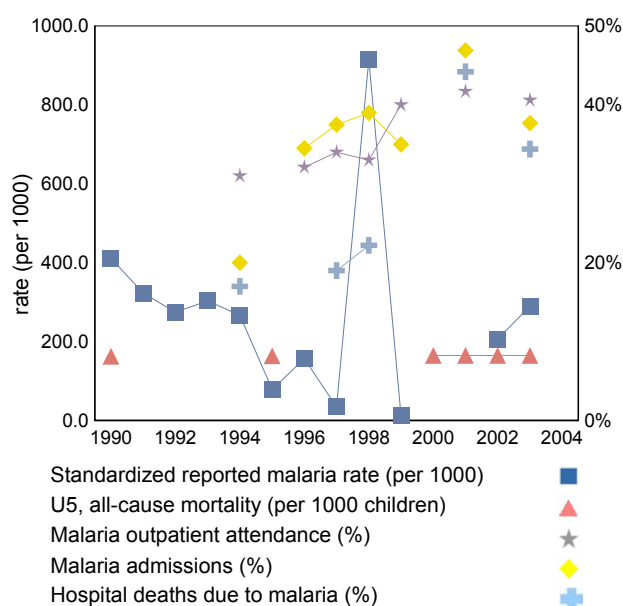 1000.0 50%
800.0 40%
600.0
rate (per 1000)
400.0 20%
200.0
0.0 0%
1990 1992 1994 1996 1998 2000 2002 2004
Standardized reported malaria rate (per 1000)
U5, all-cause mortality (per 1000 children)
Malaria outpatient attendance (%)
Malaria admissions (%)
Hospital deaths due to malaria (%)